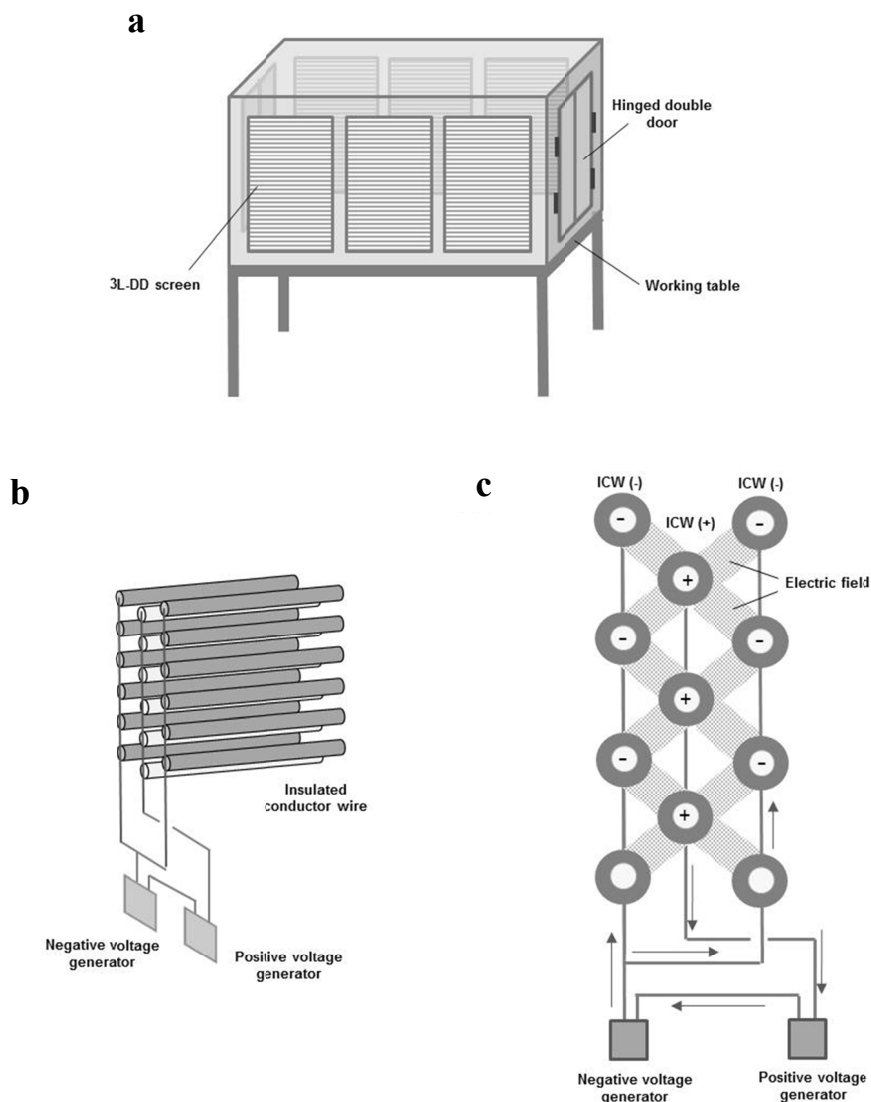 a
Hinged double
door
3L-DD screen
Working table
b
Insulated
conductor wire
Negative voltage
generator
Positive voltage
generator
c
ICW (-)
ICW (-)
ICW (+)
-
-
+
Electric field
-
-
+
-
-
+
Negative voltage
generator
Positive voltage
generator